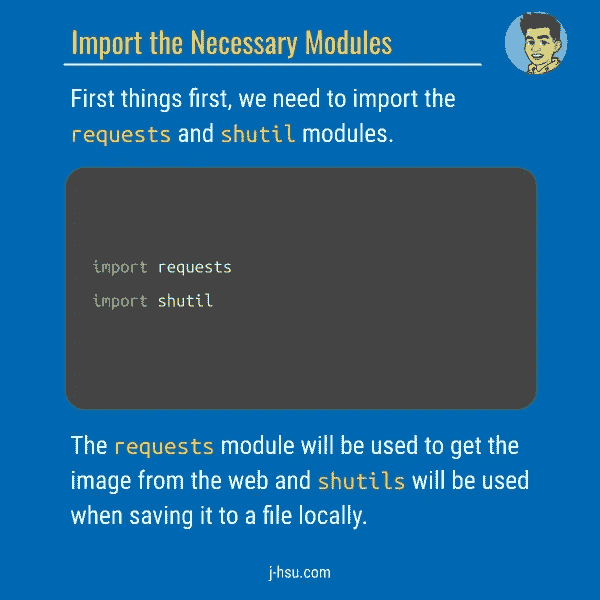 Import the Necessary Modules
First things first, we need to import the
requests and shutil modules.
import requests
import shutil
The requests module will be used to get the
image from the web and shutils will be used
when saving it to a file locally.
j-hsu.com